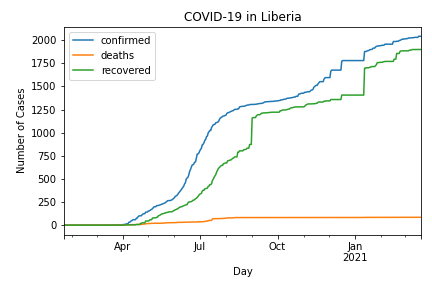 COVID-19 in Liberia
confirmed
deaths
recovered
2000
1750
1500
1250
1000
750
500
250
0
Number of Cases
Apr
Jul
Oct
Jan
2021
Day